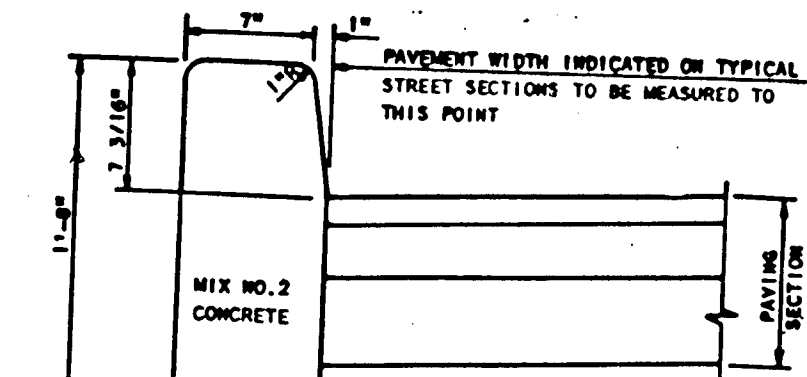 7"
1"
PAVEMENT WIDTH INDICATED ON TYPICAL
STREET SECTIONS TO BE MEASURED TO
THIS POINT
1"R
7 3/16"
1'-8"
MIX NO.2
CONCRETE
PAVING
SECTION